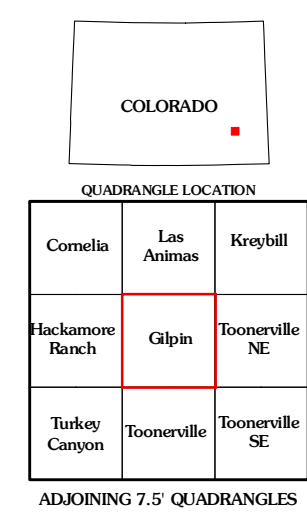 COLORADO
QUADRANGLE LOCATION
Cornelia
Las
Animas
Kreybill
Hackamore
Ranch
Gilpin
Toonerville
NE
Turkey
Canyon
Toonerville
Toonerville
SE
ADJOINING 7.5' QUADRANGLES